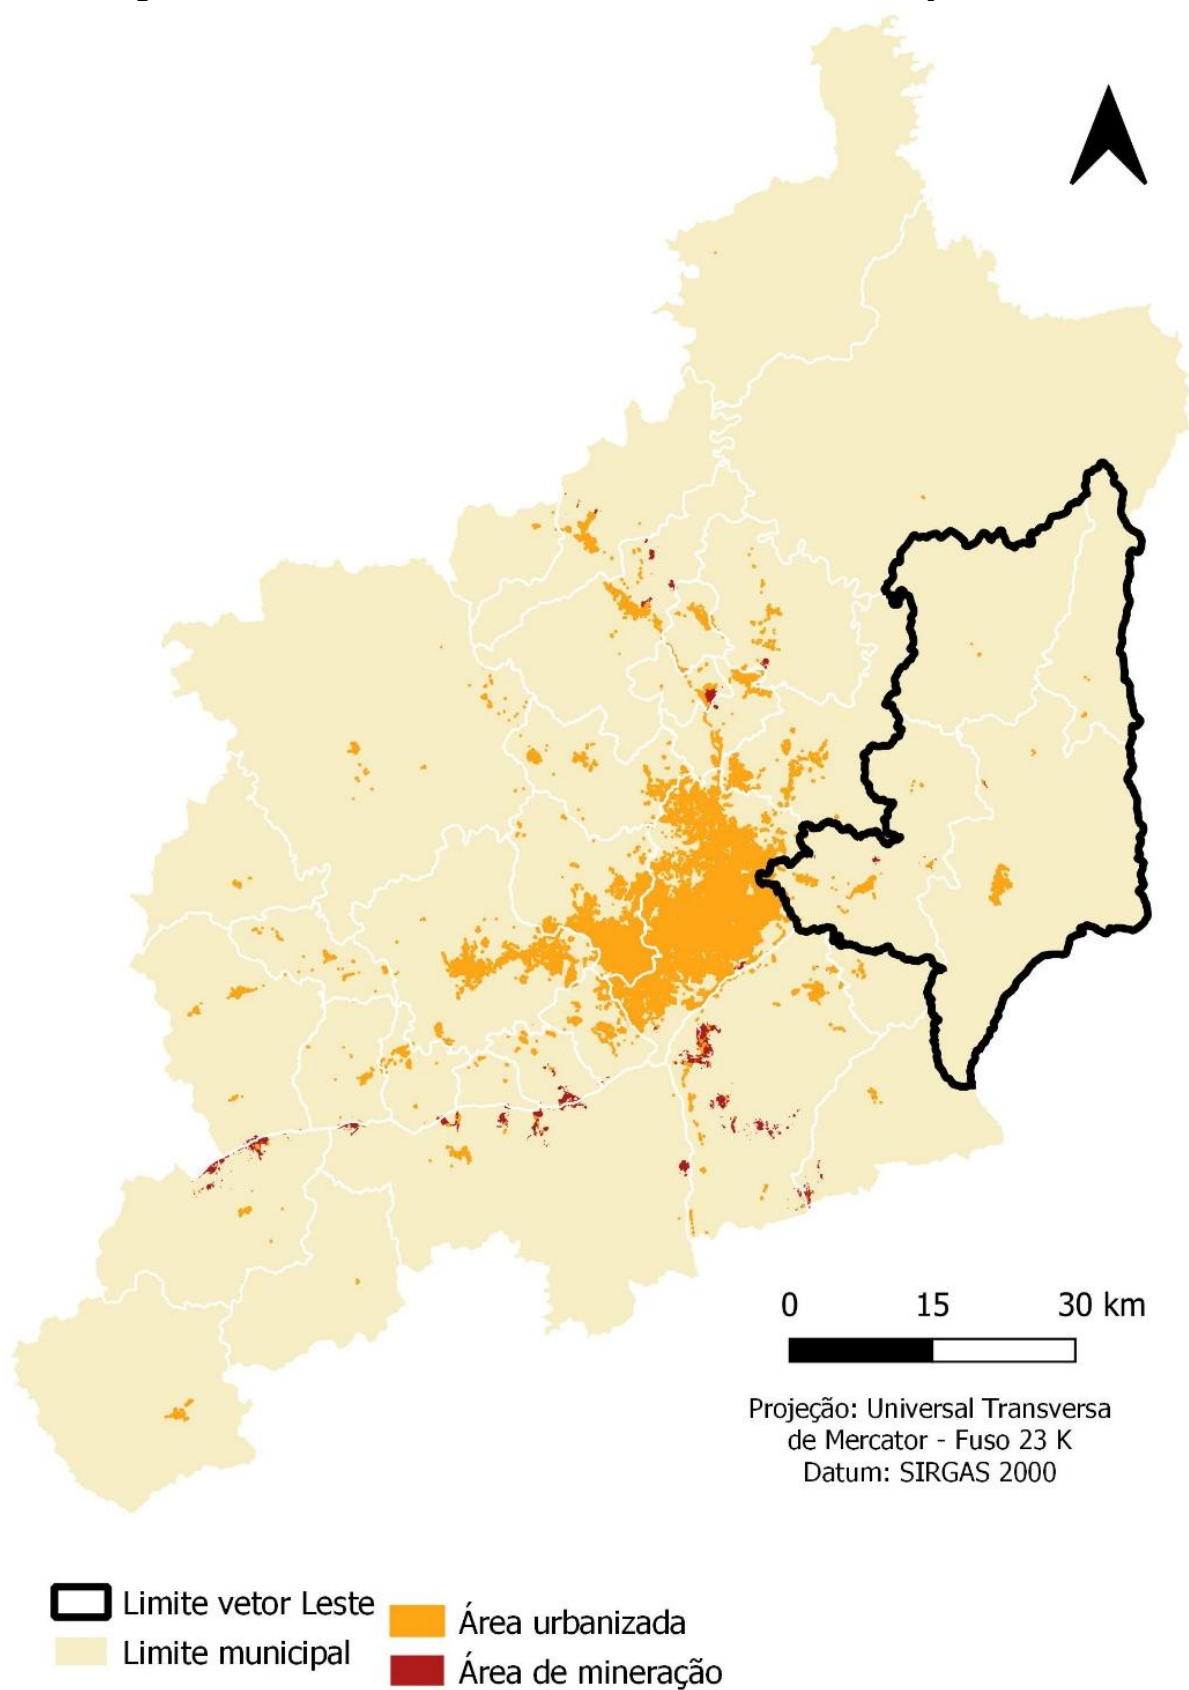 0 15 30 km
Projeção: Universal Transversa
de Mercator - Fuso 23 K
Datum: SIRGAS 2000
Limite vetor Leste
Limite municipal
Área urbanizada
Área de mineração